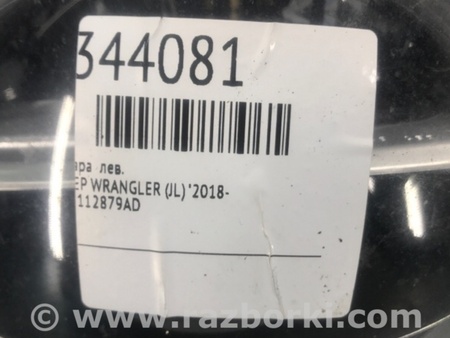 344081
ара лев.
EP WRANGLER (JL) '2018-
112879AD
© www.razborki.com